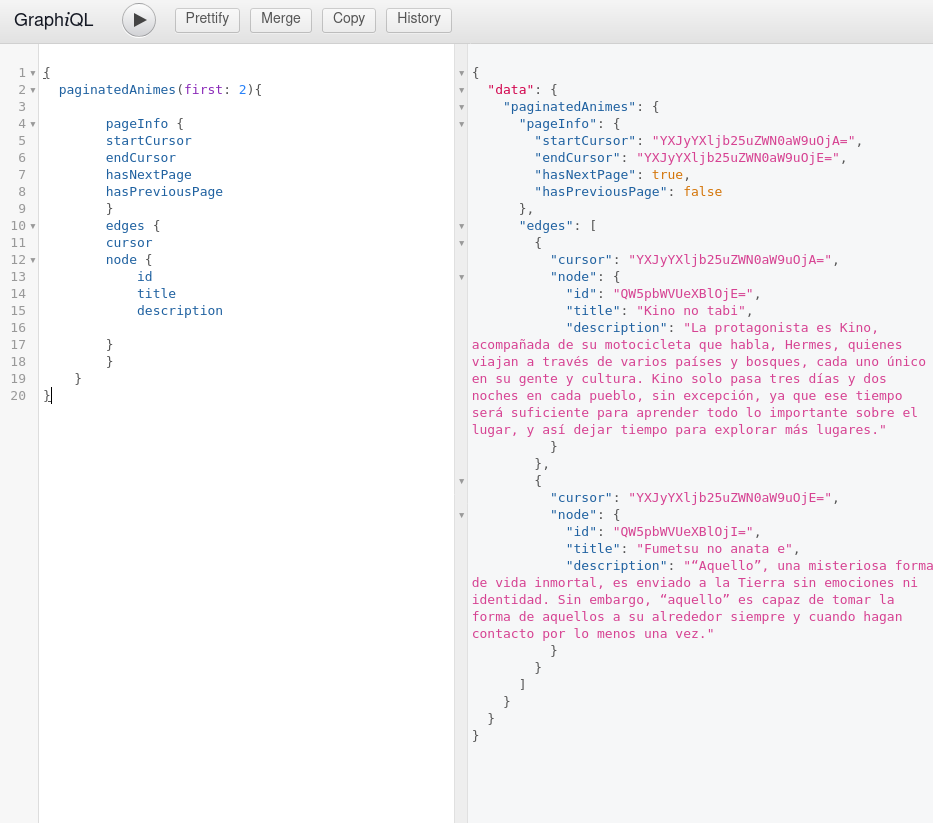 GraphiQL
Prettify
Merge
Copy
History
1 {
2   paginatedAnimes(first: 2){
3
4         pageInfo {
5         startCursor
6         endCursor
7         hasNextPage
8         hasPreviousPage
9         }
10         edges {
11         cursor
12         node {
13             id
14             title
15             description
16
17         }
18         }
19     }
20 }
{
  "data": {
    "paginatedAnimes": {
      "pageInfo": {
        "startCursor": "YXJyYXljb25uZWN0aW9uOjA=",
        "endCursor": "YXJyYXljb25uZWN0aW9uOjE=",
        "hasNextPage": true,
        "hasPreviousPage": false
      },
      "edges": [
        {
          "cursor": "YXJyYXljb25uZWN0aW9uOjA=",
          "node": {
            "id": "QW5pbWVUeXBlOjE=",
            "title": "Kino no tabi",
            "description": "La protagonista es Kino,
acompañada de su motocicleta que habla, Hermes, quienes
viajan a través de varios países y bosques, cada uno único
en su gente y cultura. Kino solo pasa tres días y dos
noches en cada pueblo, sin excepción, ya que ese tiempo
será suficiente para aprender todo lo importante sobre el
lugar, y así dejar tiempo para explorar más lugares."
          }
        },
        {
          "cursor": "YXJyYXljb25uZWN0aW9uOjE=",
          "node": {
            "id": "QW5pbWVUeXBlOjI=",
            "title": "Fumetsu no anata e",
            "description": "“Aquello”, una misteriosa forma
de vida inmortal, es enviado a la Tierra sin emociones ni
identidad. Sin embargo, “aquello” es capaz de tomar la
forma de aquellos a su alrededor siempre y cuando hagan
contacto por lo menos una vez."
          }
        }
      ]
    }
  }
}